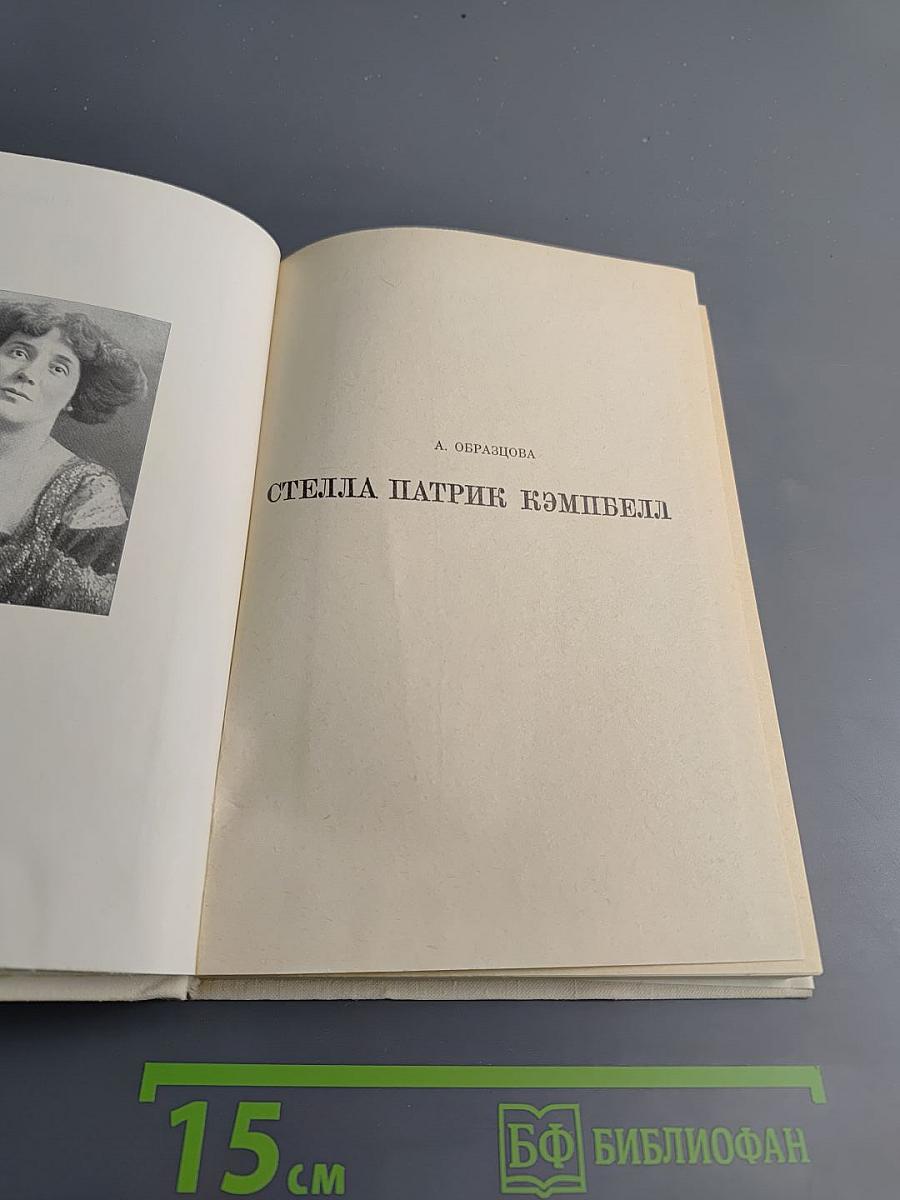 А. ОБРАЗЦОВА
СТЕЛЛА ПАТРИК КЭМПБЕЛЛ
15 см
БФ БИБЛИОФАН